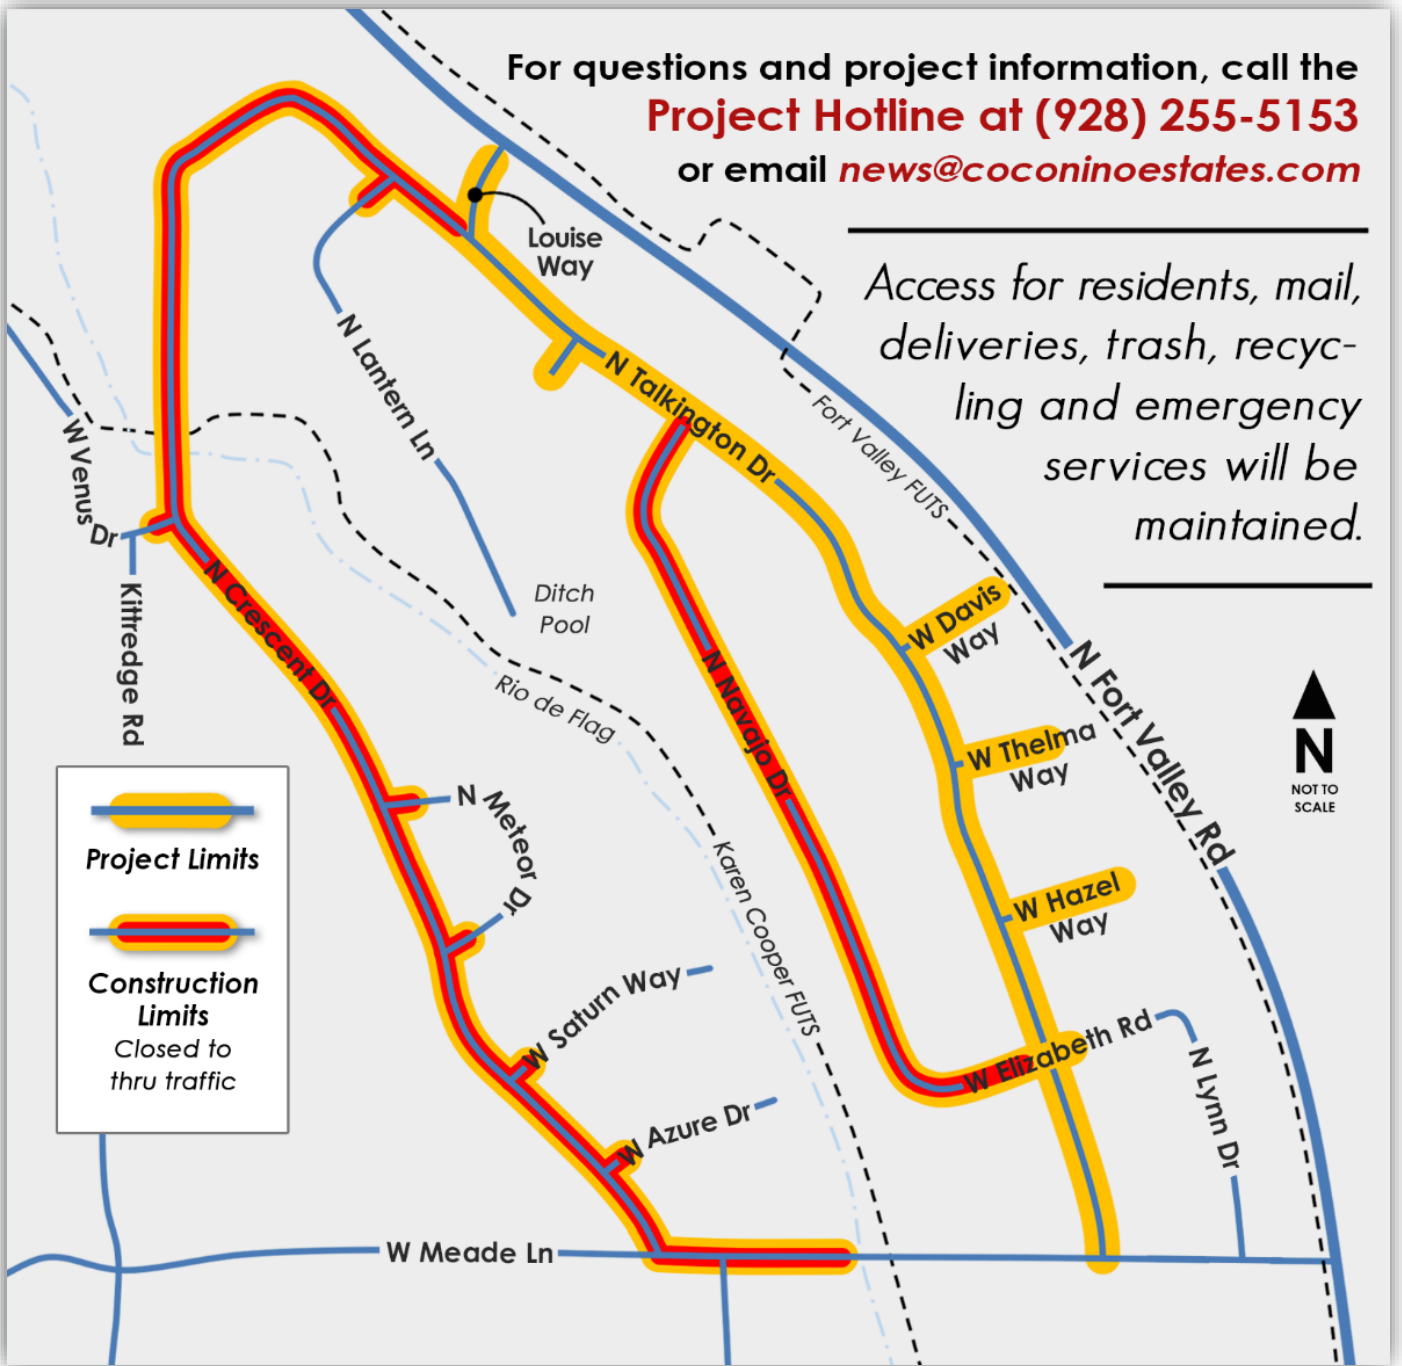 For questions and project information, call the
Project Hotline at (928) 255-5153
or email news@coconinoestates.com
Access for residents, mail,
deliveries, trash, recyc-
ling and emergency
services will be
maintained.
Louise
Way
N Lantern Ln
N Talkington Dr
Fort Valley FUTS
W Venus
Dr
Kittredge Rd
N Crescent Dr
Ditch
Pool
Rio de Flag
N Navajo Dr
W Davis
Way
N Fort Valley Rd
W Thelma
Way
N
NOT TO
SCALE
Project Limits
Construction
Limits
Closed to
thru traffic
N Meteor Dr
Karen Cooper FUTS
W Hazel
Way
W Saturn Way
W Elizabeth Rd
N Lynn Dr
W Azure Dr
W Meade Ln